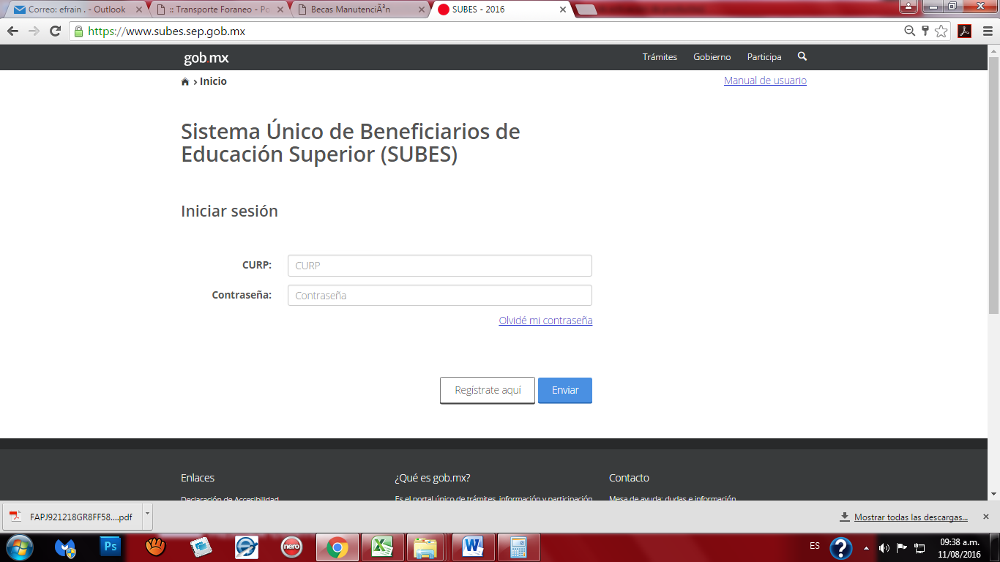 Correo: efrain . - Outlook
:: Transporte Foraneo - Po
Becas ManutenciÃ³n
SUBES - 2016
https://www.subes.sep.gob.mx
gob.mx
Trámites
Gobierno
Participa
> Inicio
Manual de usuario
Sistema Único de Beneficiarios de
Educación Superior (SUBES)
Iniciar sesión
CURP:
CURP
Contraseña:
Contraseña
Olvidé mi contraseña
Regístrate aquí
Enviar
Enlaces
¿Qué es gob.mx?
Contacto
Declaración de Accesibilidad
Es el portal único de trámites, información y participación
Mesa de ayuda: dudas e información
FAPJ921218GR8FF58....pdf
Mostrar todas las descargas...
Ps
nero
ES
09:38 a.m.
11/08/2016